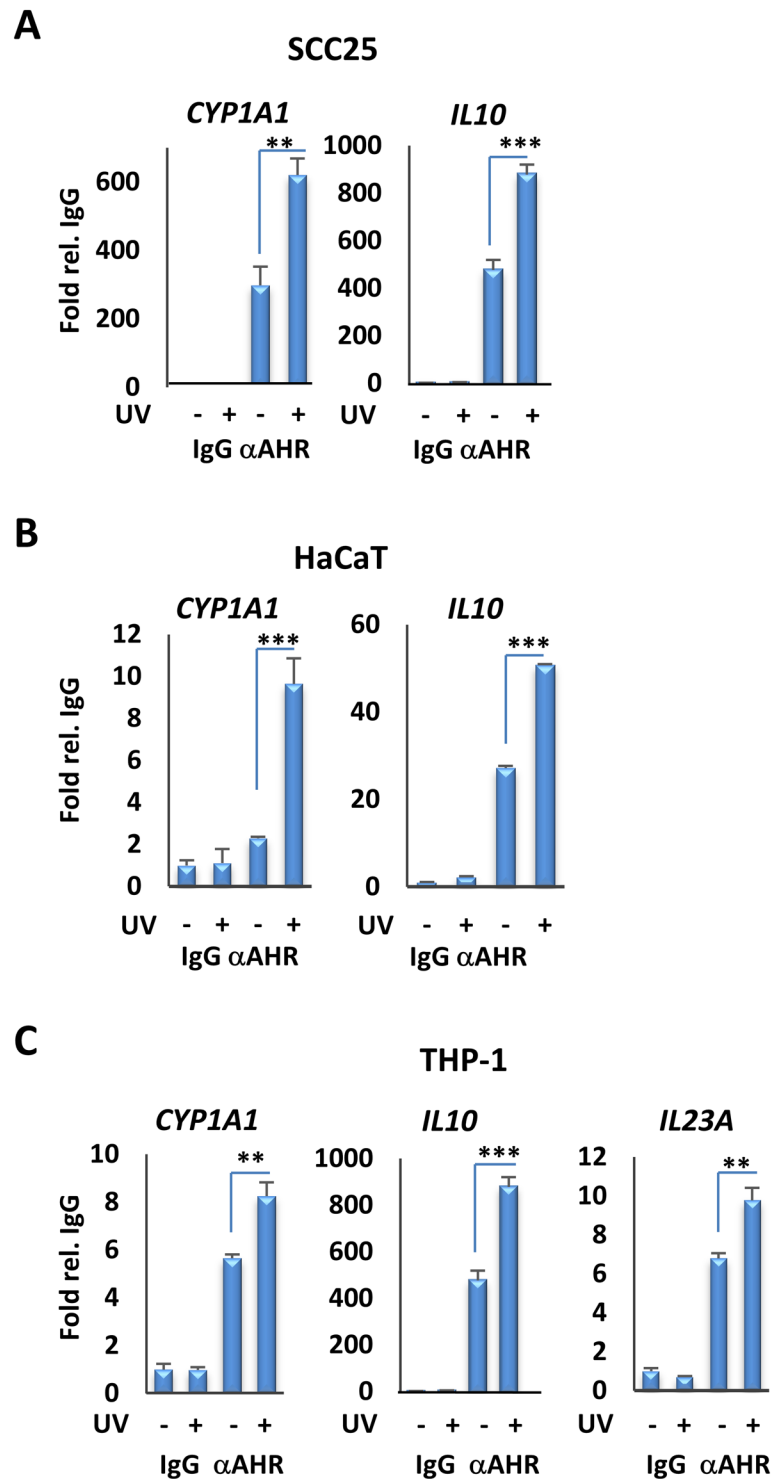 A
SCC25
CYP1A1
IL10
Fold rel. IgG
600
400
200
0
**
1000
800
600
400
200
0
***
UV - + - +
UV - + - +
IgG αAHR
IgG αAHR
B
HaCaT
CYP1A1
IL10
Fold rel. IgG
12
10
8
6
4
2
0
***
60
40
20
0
***
UV - + - +
UV - + - +
IgG αAHR
IgG αAHR
C
THP-1
CYP1A1
IL10
IL23A
Fold rel. IgG
10
8
6
4
2
0
**
1000
800
600
400
200
0
***
12
10
8
6
4
2
0
**
UV - + - +
UV - + - +
UV - + - +
IgG αAHR
IgG αAHR
IgG αAHR